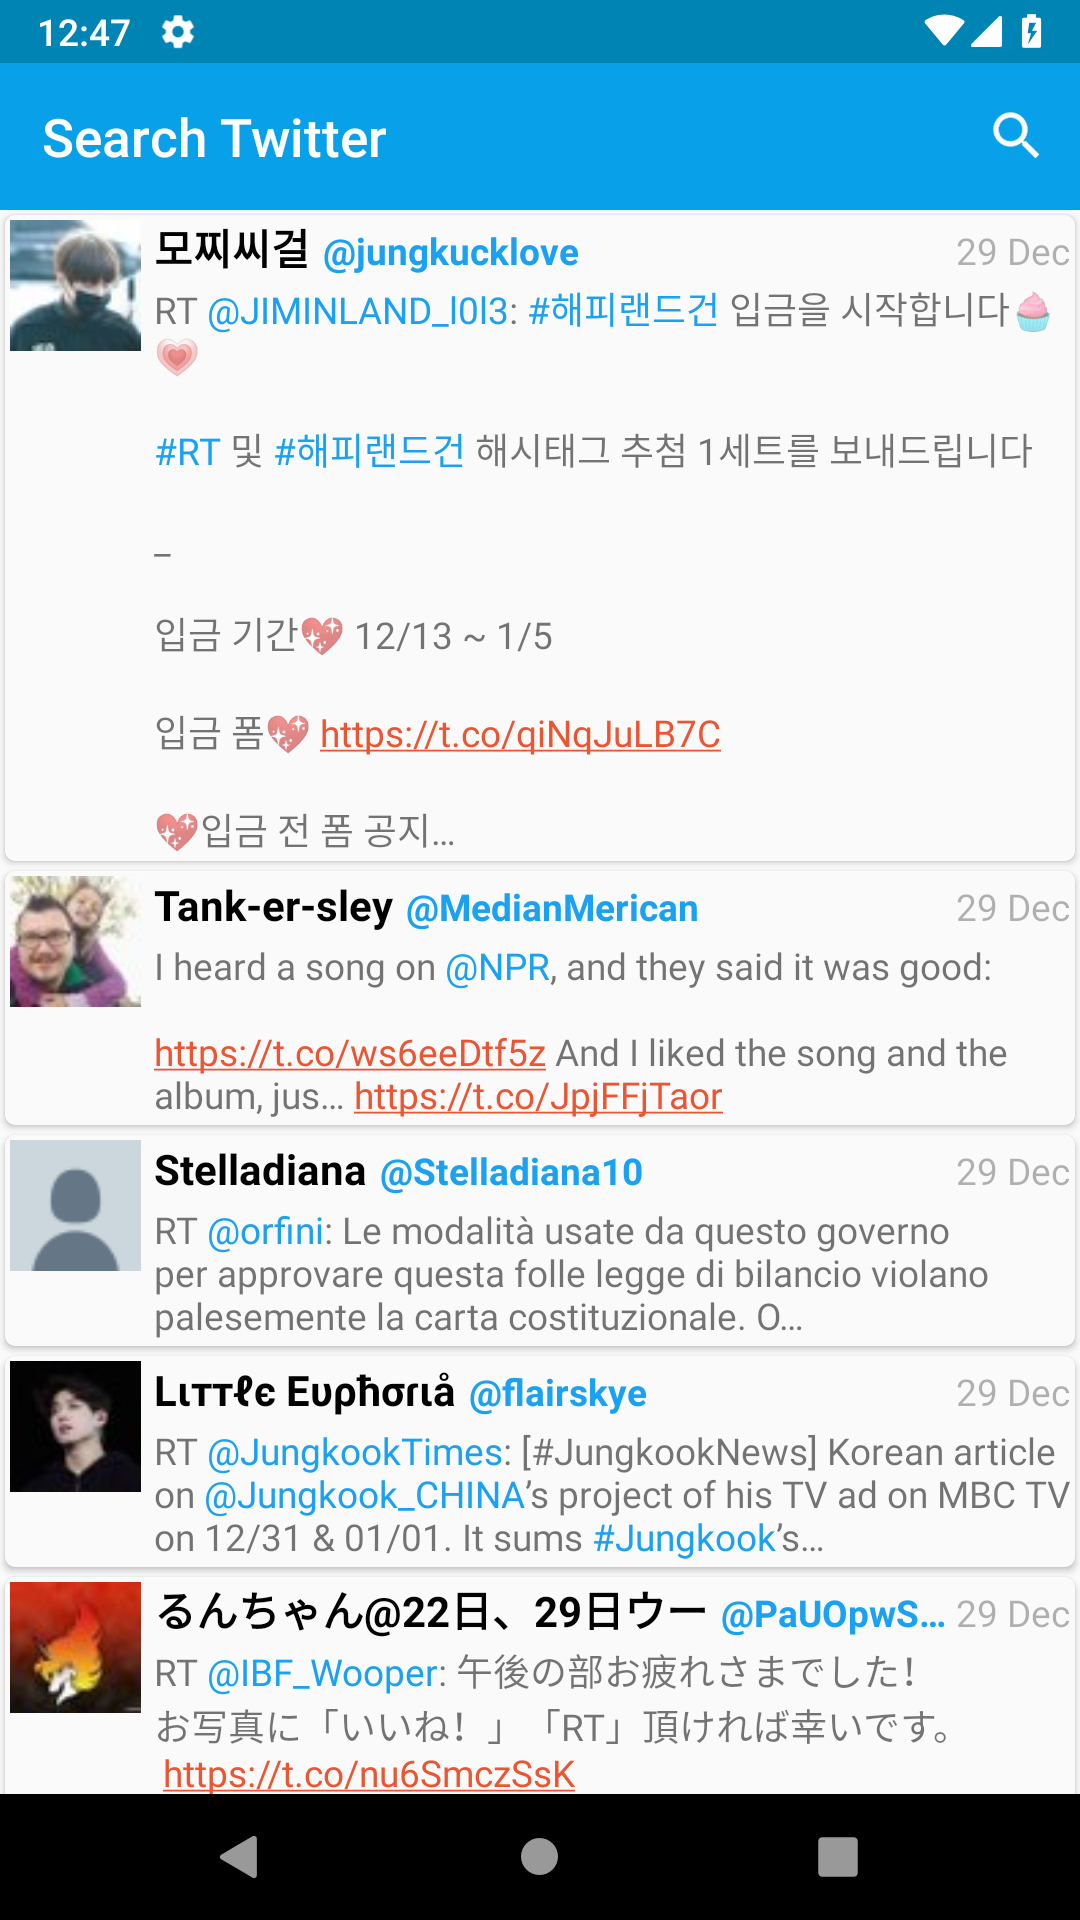 12:47
Search Twitter
모찌씨걸 @jungkucklove 29 Dec
RT @JIMINLAND_l0l3: #해피랜드건 입금을 시작합니다🧁
💗
#RT 및 #해피랜드건 해시태그 추첨 1세트를 보내드립니다
_
입금 기간💖 12/13 ~ 1/5
입금 폼💖 https://t.co/qiNqJuLB7C
💖입금 전 폼 공지…
Tank-er-sley @MedianMerican 29 Dec
I heard a song on @NPR, and they said it was good:
https://t.co/ws6eeDtf5z And I liked the song and the
album, jus… https://t.co/JpjFFjTaor
Stelladiana @Stelladiana10 29 Dec
RT @orfini: Le modalità usate da questo governo
per approvare questa folle legge di bilancio violano
palesemente la carta costituzionale. O…
Lιттℓє Eυρħσɾιå @flairskye 29 Dec
RT @JungkookTimes: [#JungkookNews] Korean article
on @Jungkook_CHINA’s project of his TV ad on MBC TV
on 12/31 & 01/01. It sums #Jungkook’s…
るんちゃん@22日、29日ウー @PaUOpwS… 29 Dec
RT @IBF_Wooper: 午後の部お疲れさまでした！
お写真に「いいね！」「RT」頂ければ幸いです。
https://t.co/nu6SmczSsK